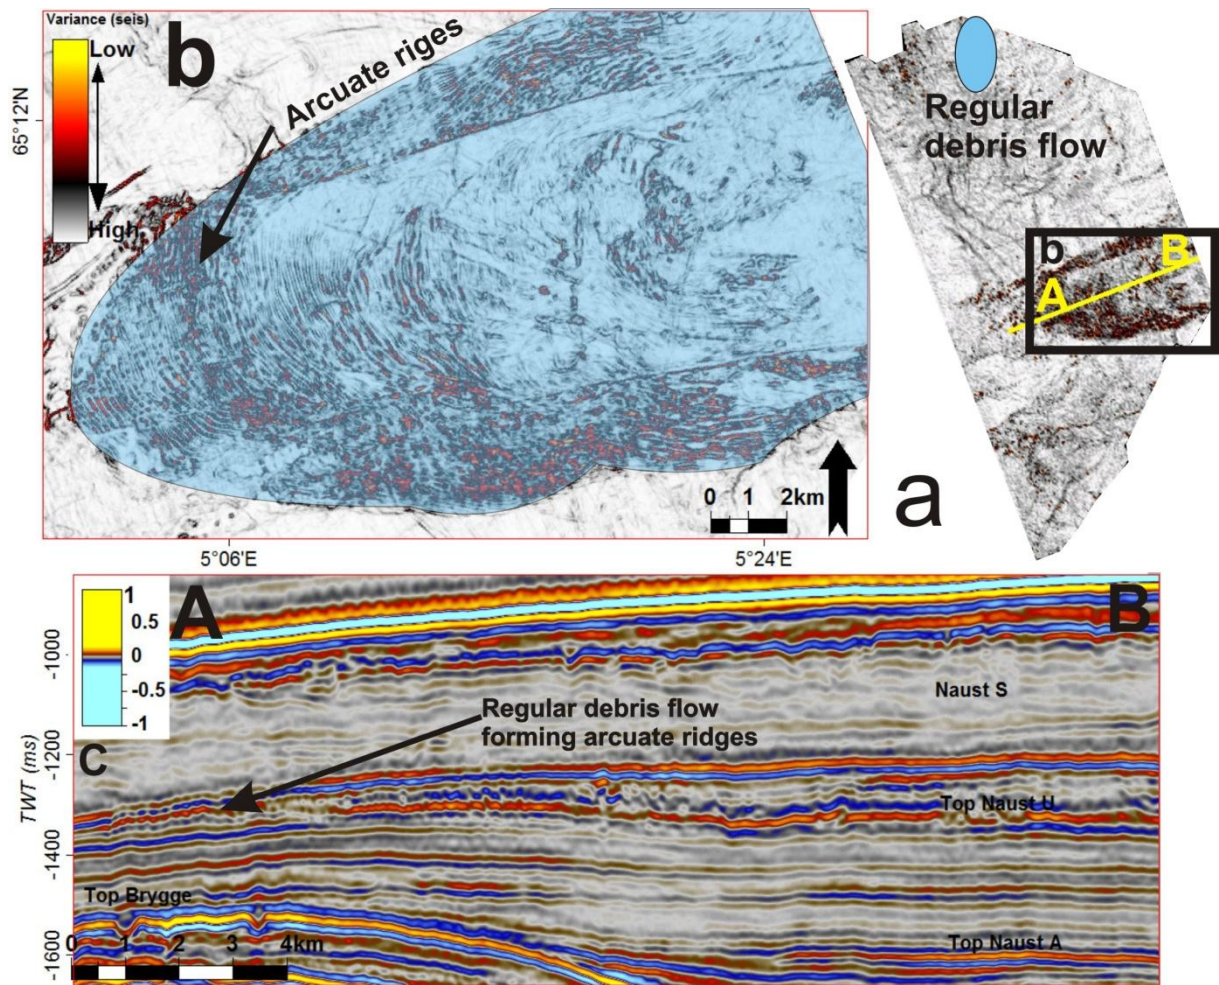 Variance (seis)
Low
High
b
Arcuate riges
65°12'N
0 1 2km
5°06'E
5°24'E
Regular
debris flow
b
B
A
a
1
0.5
0
-0.5
-1
A
B
C
-1000
-1200
-1400
-1600
TWT (ms)
Naust S
Regular debris flow
forming arcuate ridges
Top Naust U
Top Brygge
Top Naust A
0 1 2 3 4km